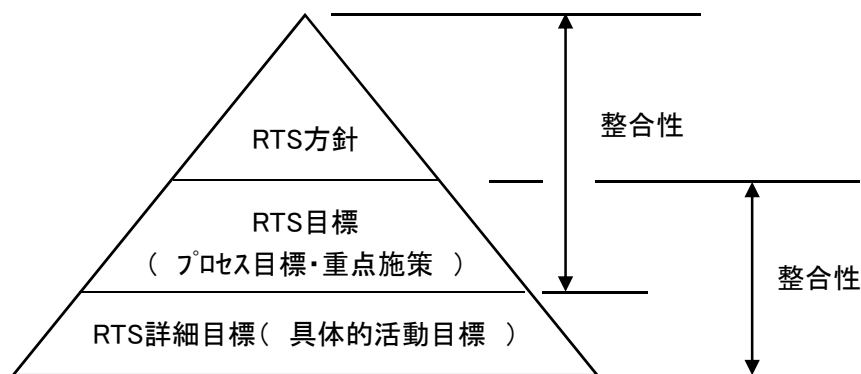 RTS方針
整合性
RTS目標
（ プロセス目標・重点施策 ）
整合性
RTS詳細目標（ 具体的活動目標 ）